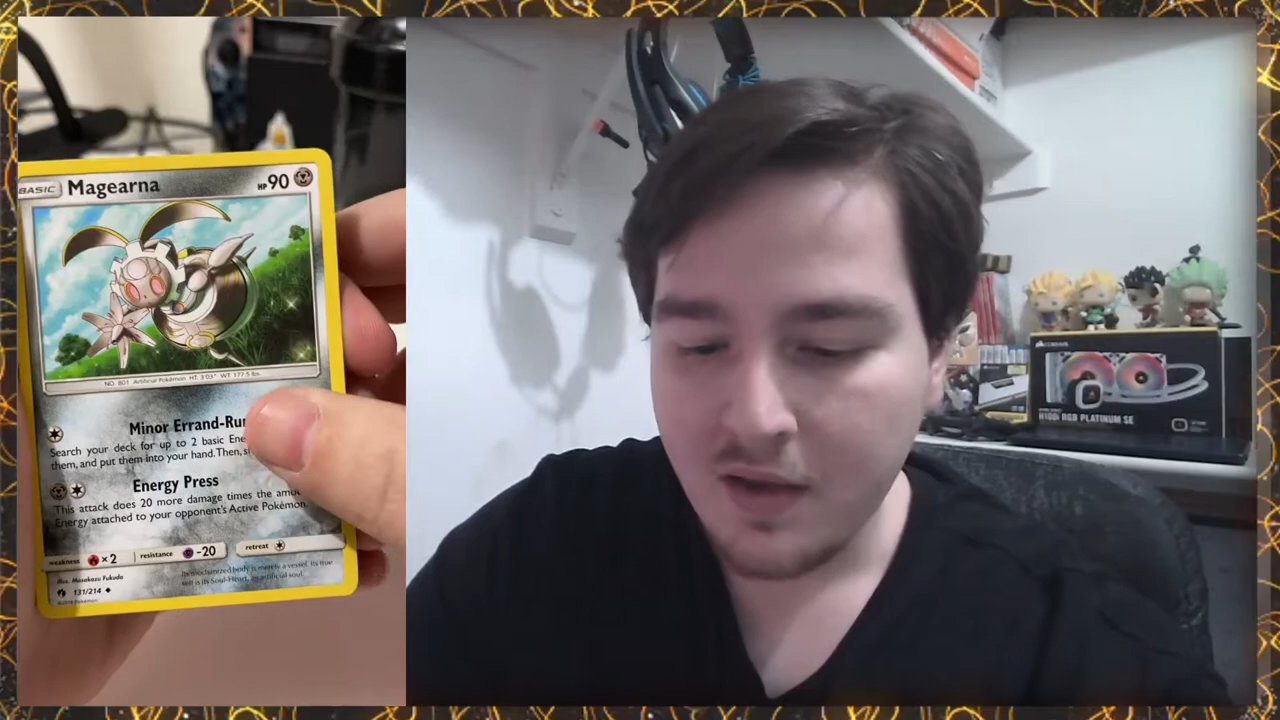 BASIC Magearna HP 90
NO. 801 Artificial Pokémon HT: 3'03" WT: 177.5 lbs.
Minor Errand-Ru
Search your deck for up to 2 basic Ene
them, and put them into your hand. Then, s
Energy Press
This attack does 20 more damage times the amou
Energy attached to your opponent's Active Pokémon.
weakness ×2 resistance -20 retreat
Its mechanized body is merely a vessel. Its true
self is its Soul-Heart, an artificial soul.
Illus. Masakazu Fukuda
131/214
CORSAIR
H100i RGB PLATINUM SE